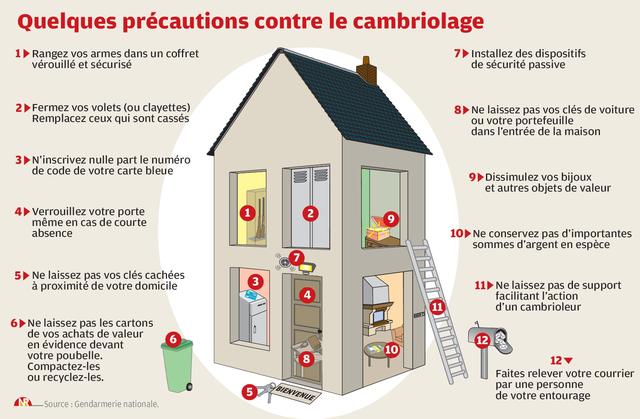 Quelques précautions contre le cambriolage
1 Rangez vos armes dans un coffret
vérouillé et sécurisé
2 Fermez vos volets (ou clayettes)
Remplacez ceux qui sont cassés
3 N'inscrivez nulle part le numéro
de code de votre carte bleue
4 Verrouillez votre porte
même en cas de courte
absence
5 Ne laissez pas vos clés cachées
à proximité de votre domicile
6 Ne laissez pas les cartons
de vos achats de valeur
en évidence devant
votre poubelle.
Compactez-les
ou recyclez-les.
7 Installez des dispositifs
de sécurité passive
8 Ne laissez pas vos clés de voiture
ou votre portefeuille
dans l'entrée de la maison
9 Dissimulez vos bijoux
et autres objets de valeur
10 Ne conservez pas d'importantes
sommes d'argent en espèce
11 Ne laissez pas de support
facilitant l'action
d'un cambrioleur
12
Faites relever votre courrier
par une personne
de votre entourage
1
2
9
7
3
4
11
6
8
10
12
5
BIENVENUE
NR Source : Gendarmerie nationale.